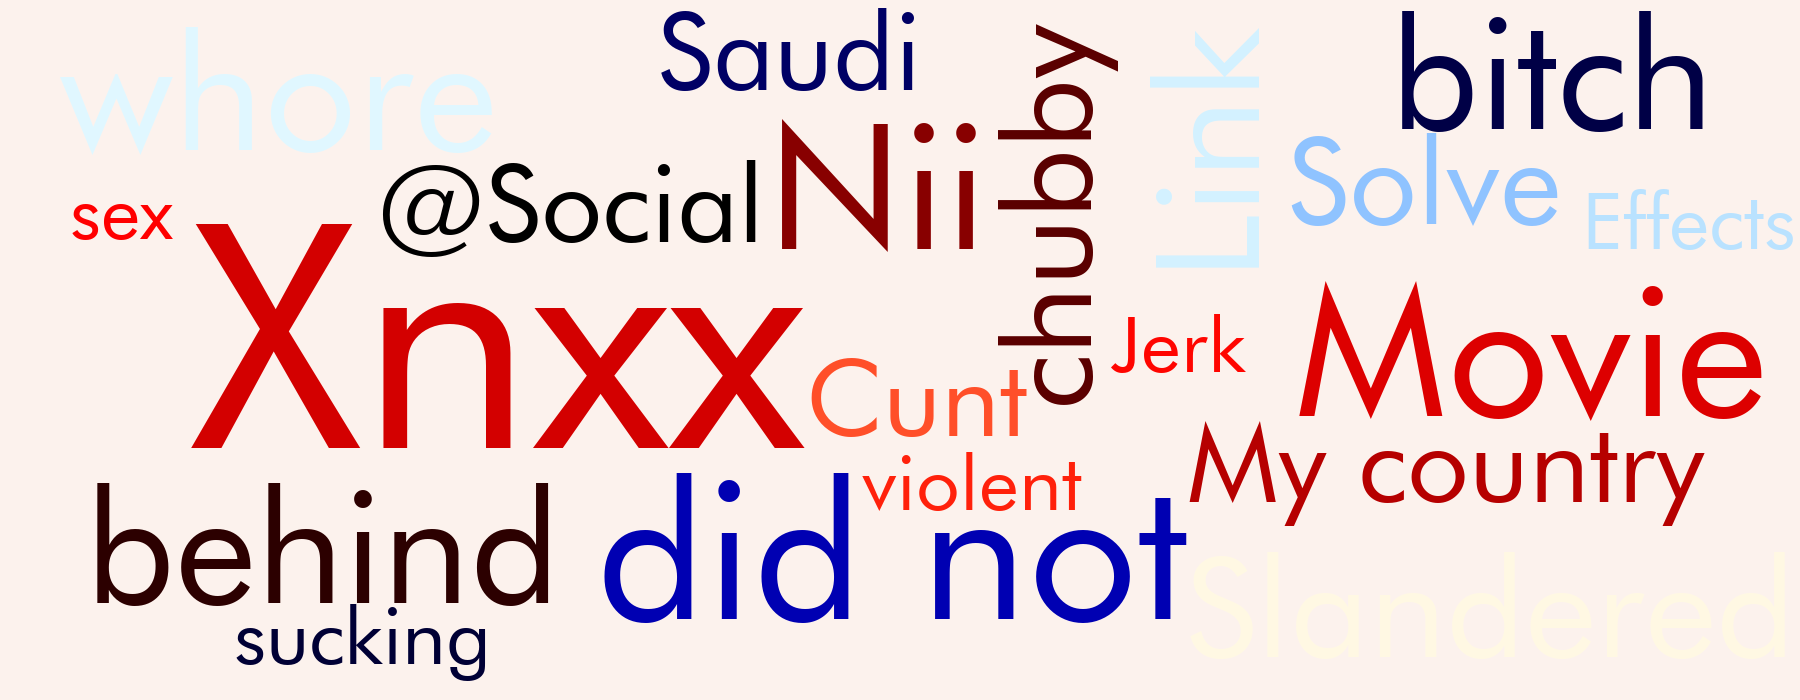 whore
Saudi
chubby
Link
bitch
sex
@Social
Nii
Solve
Effects
Xnxx
Cunt
Jerk
Movie
violent
My country
behind
did not
Slandered
sucking